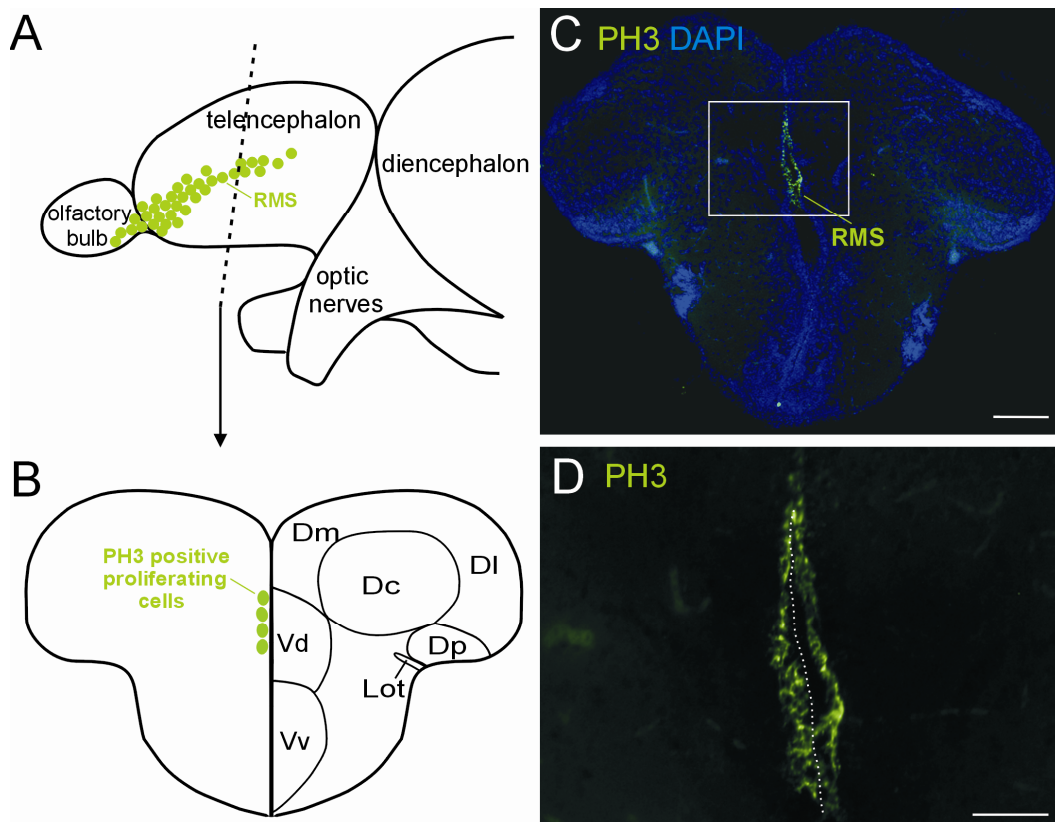 A
telencephalon
diencephalon
RMS
olfactory
bulb
optic
nerves
B
PH3 positive
proliferating
cells
Dm
Dl
Dc
Vd
Dp
Lot
Vv
C PH3 DAPI
RMS
D PH3